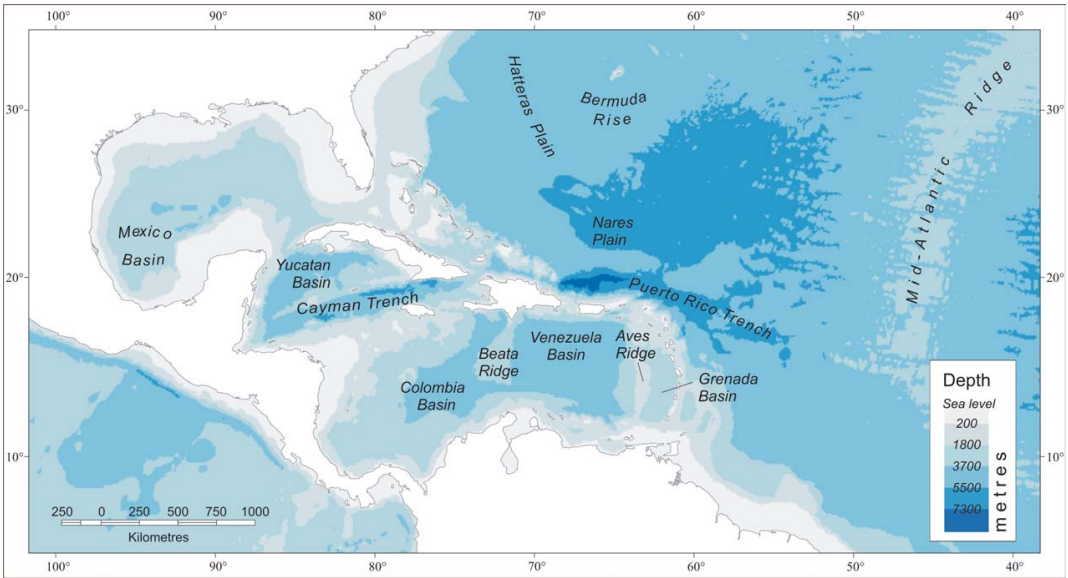 100° 90° 80° 70° 60° 50° 40°
30°
20°
10°
30°
20°
10°
Hatteras Plain
Bermuda
Rise
Mid-Atlantic Ridge
Nares
Plain
Mexico
Basin
Yucatan
Basin
Cayman Trench
Puerto Rico Trench
Beata
Ridge
Venezuela
Basin
Aves
Ridge
Colombia
Basin
Grenada
Basin
Depth
Sea level
200
1800
3700
5500
7300
metres
250 0 250 500 750 1000
Kilometres
100° 90° 80° 70° 60° 50° 40°